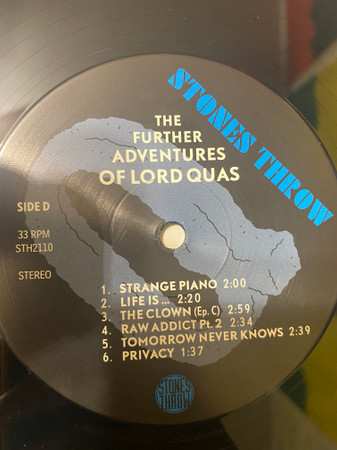 STONES THROW
THE
FURTHER
ADVENTURES
OF LORD QUAS
SIDE D
33 RPM
STH2110
STEREO
1. STRANGE PIANO 2:00
2. LIFE IS ... 2:20
3. THE CLOWN (Ep. C) 2:59
4. RAW ADDICT Pt. 2 2:34
5. TOMORROW NEVER KNOWS 2:39
6. PRIVACY 1:37
STONES
THROW